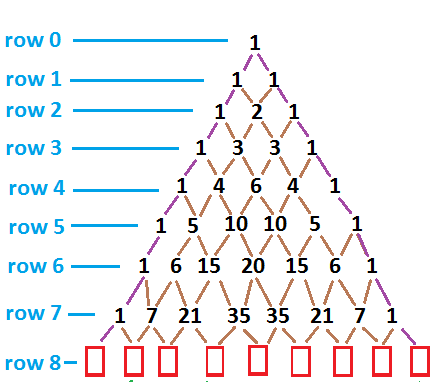 row 0 1
row 1 1 1
row 2 1 2 1
row 3 1 3 3 1
row 4 1 4 6 4 1
row 5 1 5 10 10 5 1
row 6 1 6 15 20 15 6 1
row 7 1 7 21 35 35 21 7 1
row 8